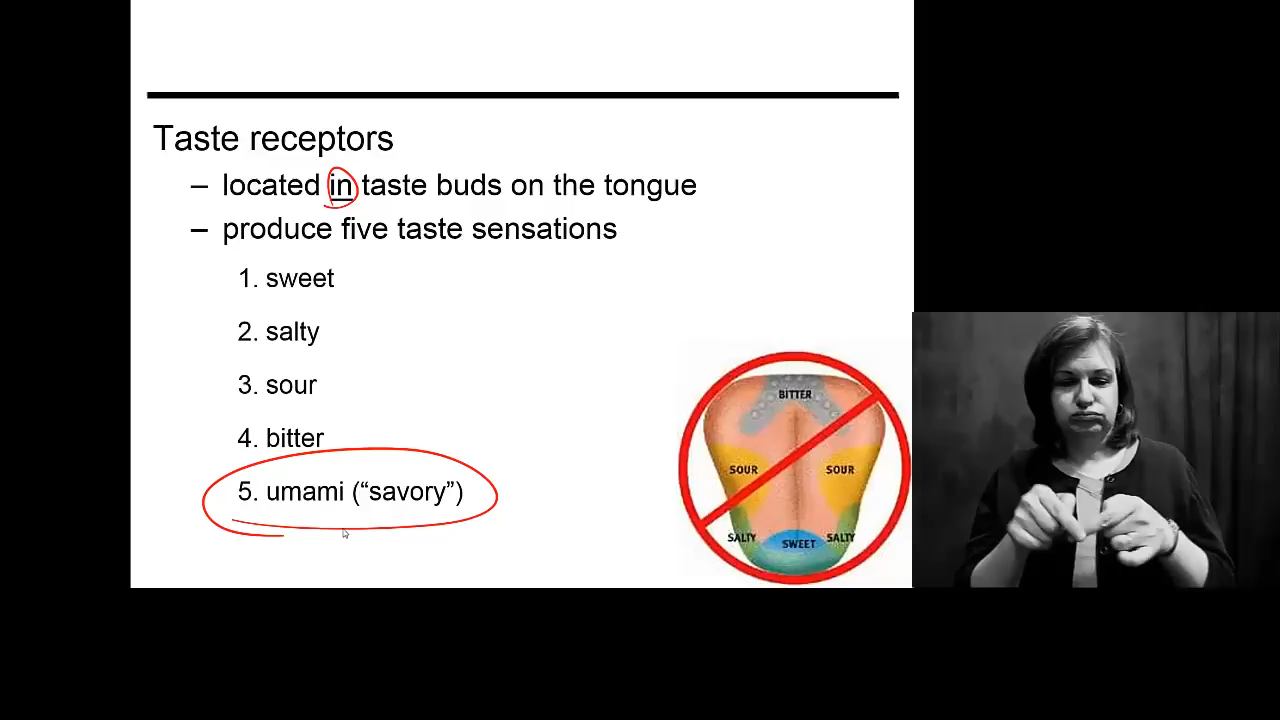 Taste receptors
– located in taste buds on the tongue
– produce five taste sensations
1. sweet
2. salty
3. sour
4. bitter
5. umami (“savory”)
BITTER
SOUR SOUR
SALTY SWEET SALTY